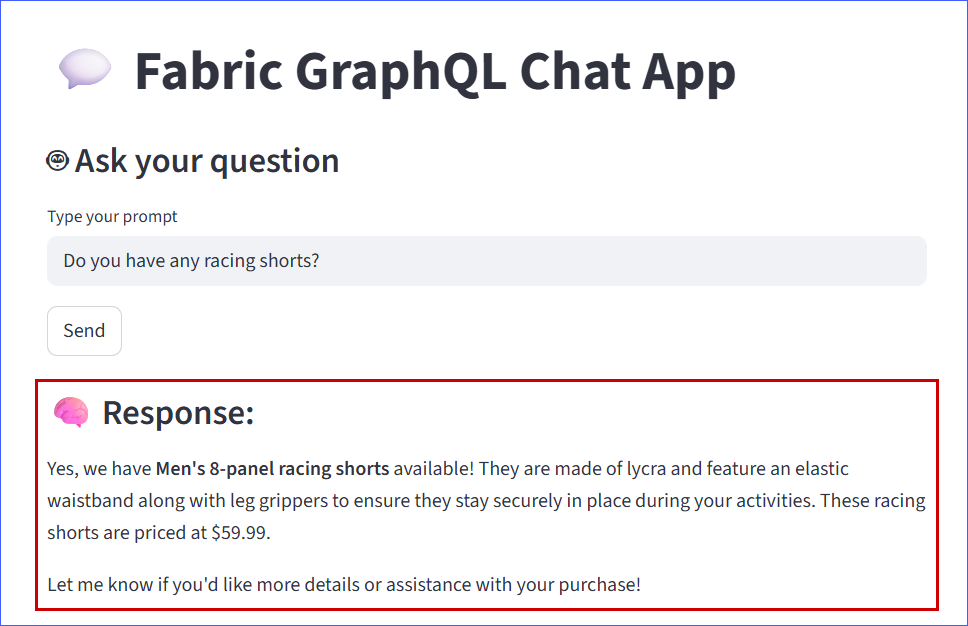 Fabric GraphQL Chat App
Ask your question
Type your prompt
Do you have any racing shorts?
Send
Response:
Yes, we have Men's 8-panel racing shorts available! They are made of lycra and feature an elastic
waistband along with leg grippers to ensure they stay securely in place during your activities. These racing
shorts are priced at $59.99.
Let me know if you'd like more details or assistance with your purchase!